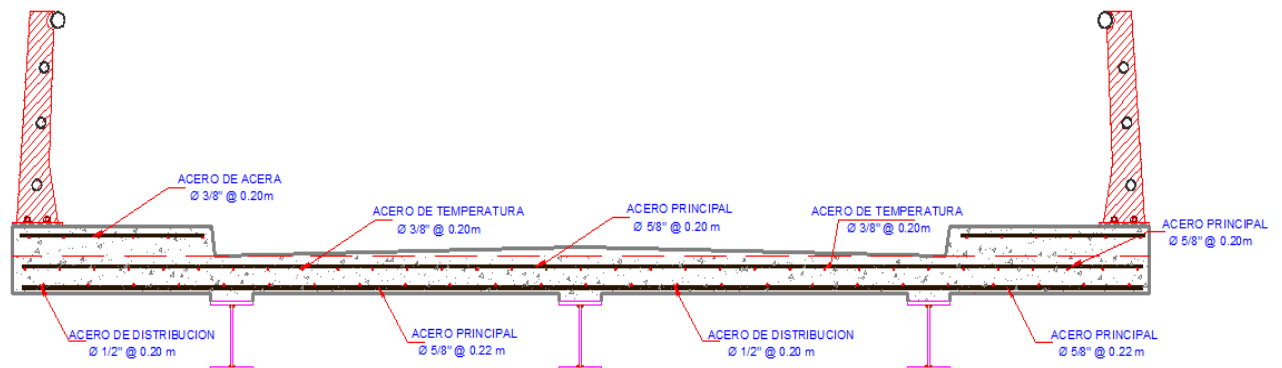 ACERO DE ACERA
Ø 3/8" @ 0.20m
ACERO DE TEMPERATURA
Ø 3/8" @ 0.20m
ACERO PRINCIPAL
Ø 5/8" @ 0.20 m
ACERO DE TEMPERATURA
Ø 3/8" @ 0.20m
ACERO PRINCIPAL
Ø 5/8" @ 0.20m
ACERO DE DISTRIBUCION
Ø 1/2" @ 0.20 m
ACERO PRINCIPAL
Ø 5/8" @ 0.22 m
ACERO DE DISTRIBUCION
Ø 1/2" @ 0.20 m
ACERO PRINCIPAL
Ø 5/8" @ 0.22 m